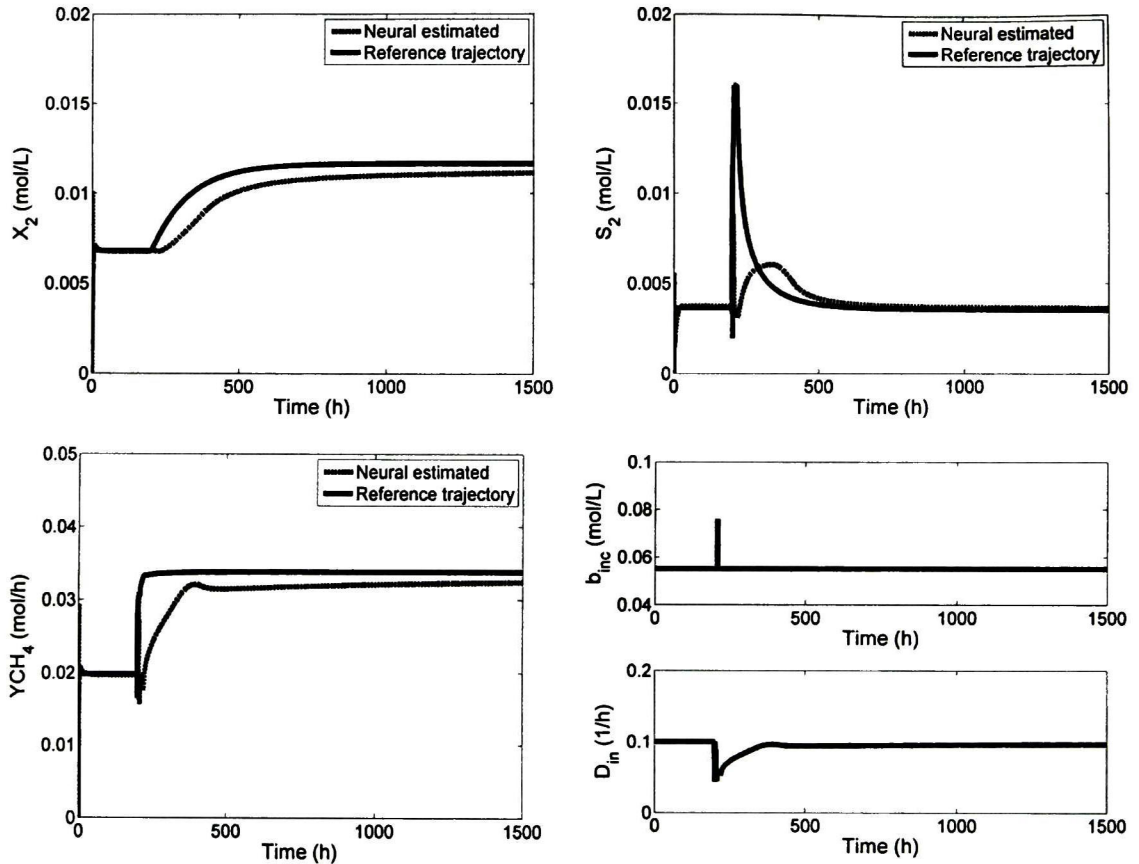 0.02
0.015
0.01
0.005
0
X2 (mol/L)
Neural estimated
Reference trajectory
0
500
1000
1500
Time (h)
0.02
0.015
0.01
0.005
0
S2 (mol/L)
Neural estimated
Reference trajectory
0
500
1000
1500
Time (h)
0.05
0.04
0.03
0.02
0.01
0
YCH4 (mol/h)
Neural estimated
Reference trajectory
0
500
1000
1500
Time (h)
0.1
0.08
0.06
0.04
binc (mol/L)
0
500
1000
1500
Time (h)
0.2
0.1
0
Din (1/h)
0
500
1000
1500
Time (h)